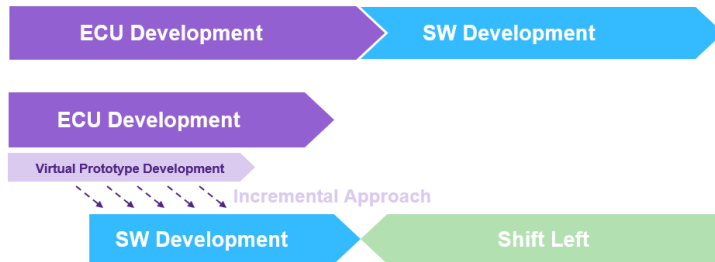 ECU Development
SW Development
ECU Development
Virtual Prototype Development
Incremental Approach
SW Development
Shift Left